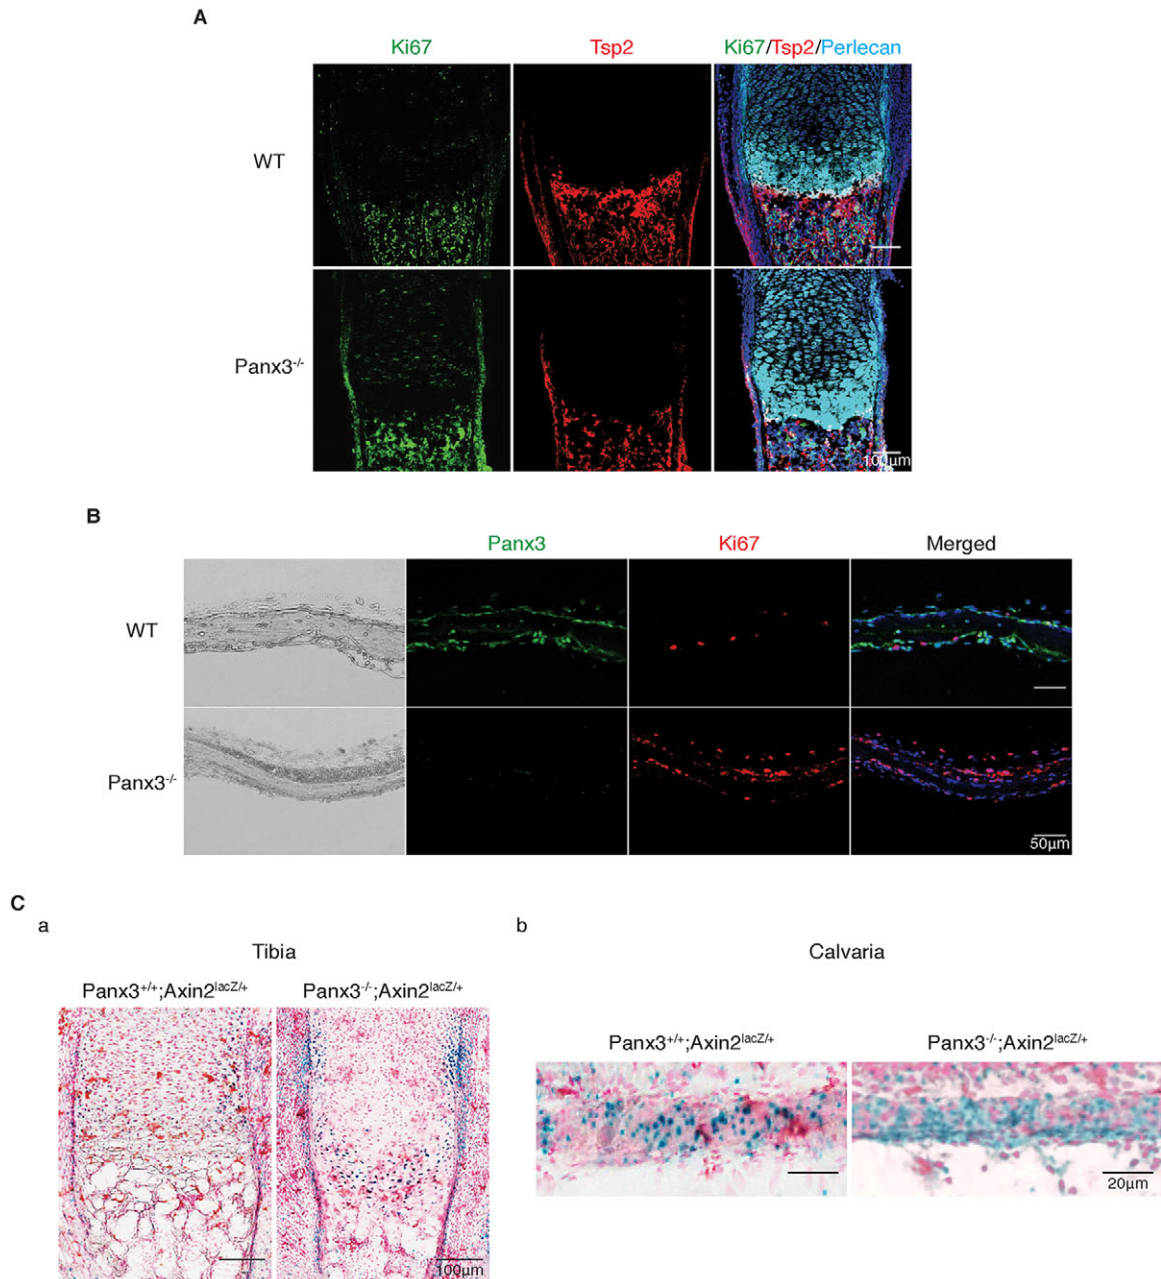 A
Ki67 Tsp2 Ki67/Tsp2/Perlecan
WT
Panx3-/-
100µm
B
Panx3 Ki67 Merged
WT
Panx3-/-
50µm
C
a b
Tibia Calvaria
Panx3+/+;Axin2lacZ/+ Panx3-/-;Axin2lacZ/+
Panx3+/+;Axin2lacZ/+ Panx3-/-;Axin2lacZ/+
100µm
20µm